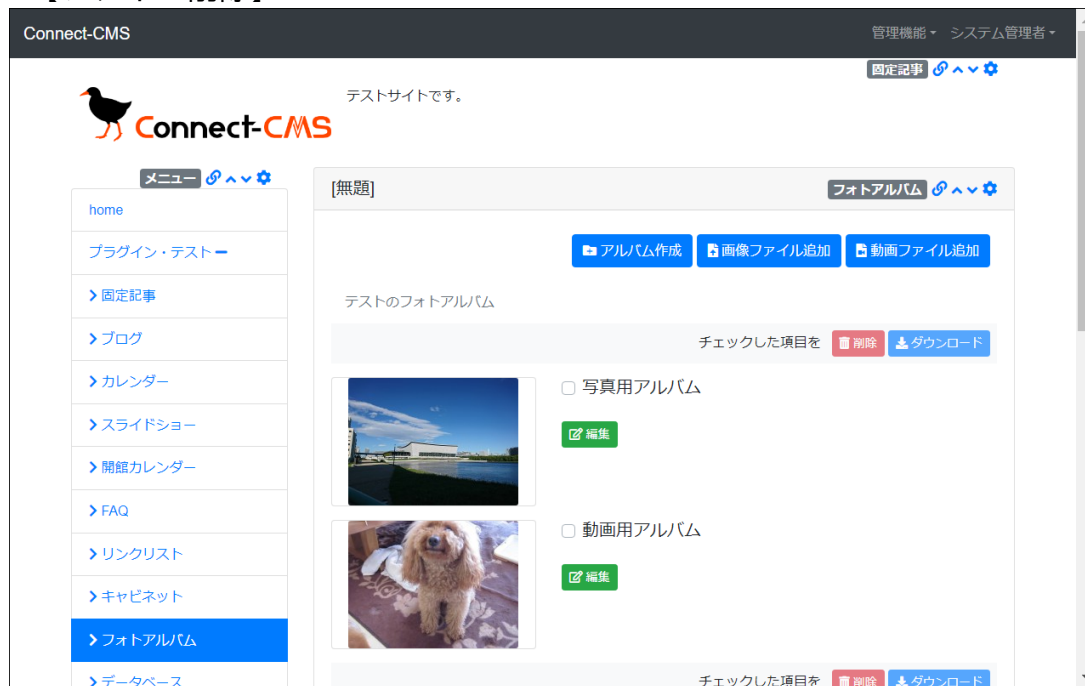 Connect-CMS
管理機能 システム管理者
固定記事
テストサイトです。
Connect-CMS
メニュー
home
プラグイン・テスト
固定記事
ブログ
カレンダー
スライドショー
開館カレンダー
FAQ
リンクリスト
キャビネット
フォトアルバム
データベース
[無題]
フォトアルバム
アルバム作成 画像ファイル追加 動画ファイル追加
テストのフォトアルバム
チェックした項目を 削除 ダウンロード
写真用アルバム
編集
動画用アルバム
編集
チェックした項目を 削除 ダウンロード